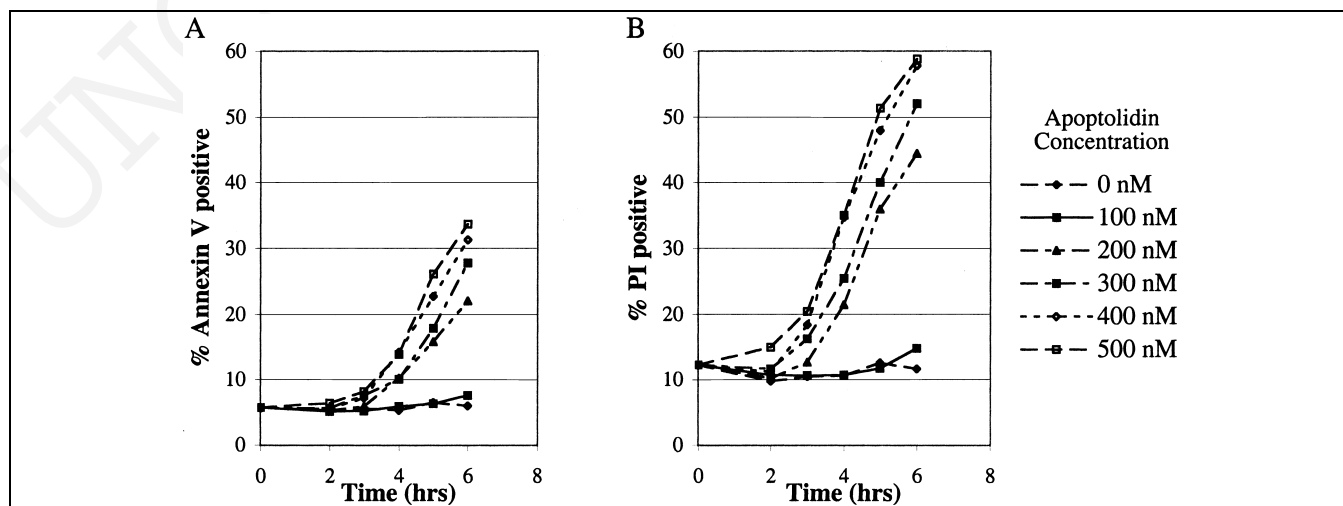 A
60
50
40
30
20
10
0
% Annexin V positive
0 2 4 6 8
Time (hrs)
B
60
50
40
30
20
10
0
% PI positive
0 2 4 6 8
Time (hrs)
Apoptolidin
Concentration
0 nM
100 nM
200 nM
300 nM
400 nM
500 nM